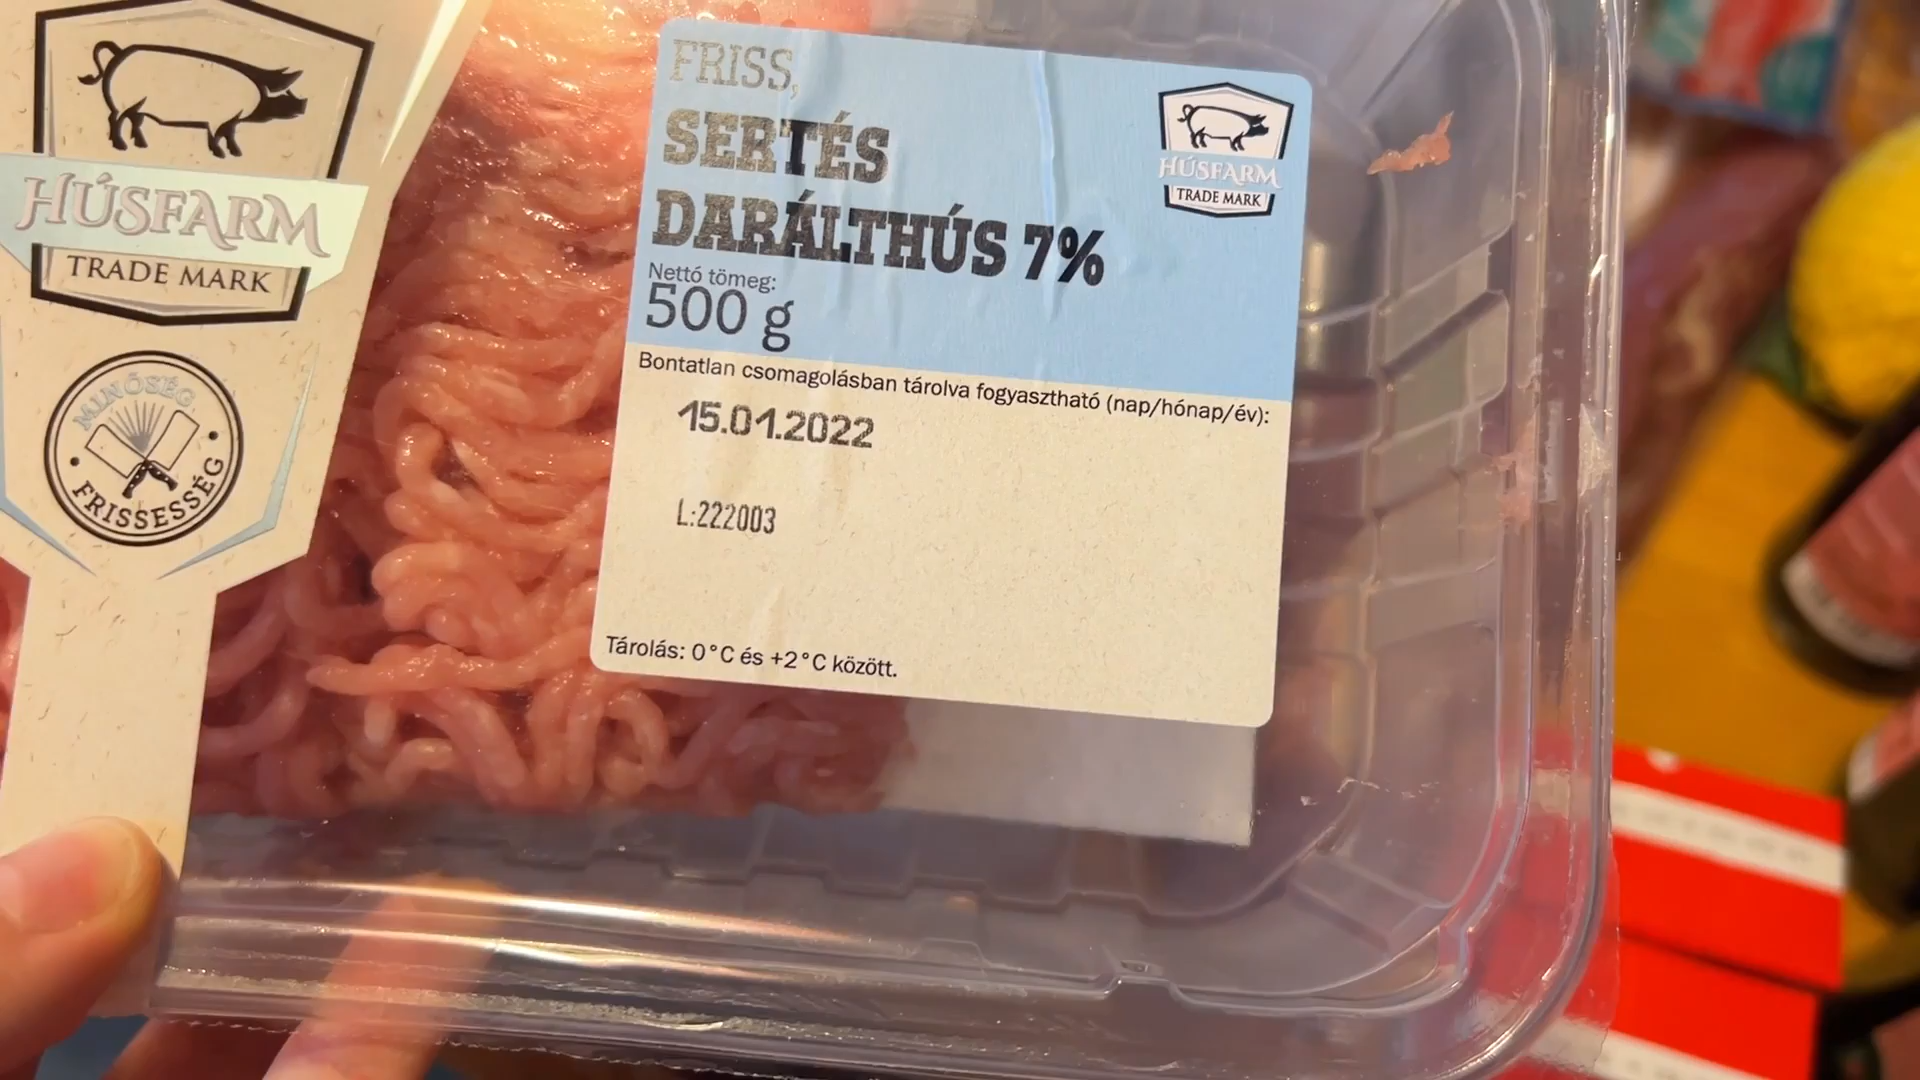 HÚSFARM
TRADE MARK
MINŐSÉG
FRISSESSÉG
FRISS,
SERTÉS
DARÁLTHÚS 7%
Nettó tömeg:
500 g
HÚSFARM
TRADE MARK
Bontatlan csomagolásban tárolva fogyasztható (nap/hónap/év):
15.01.2022
L:222003
Tárolás: 0°C és +2°C között.